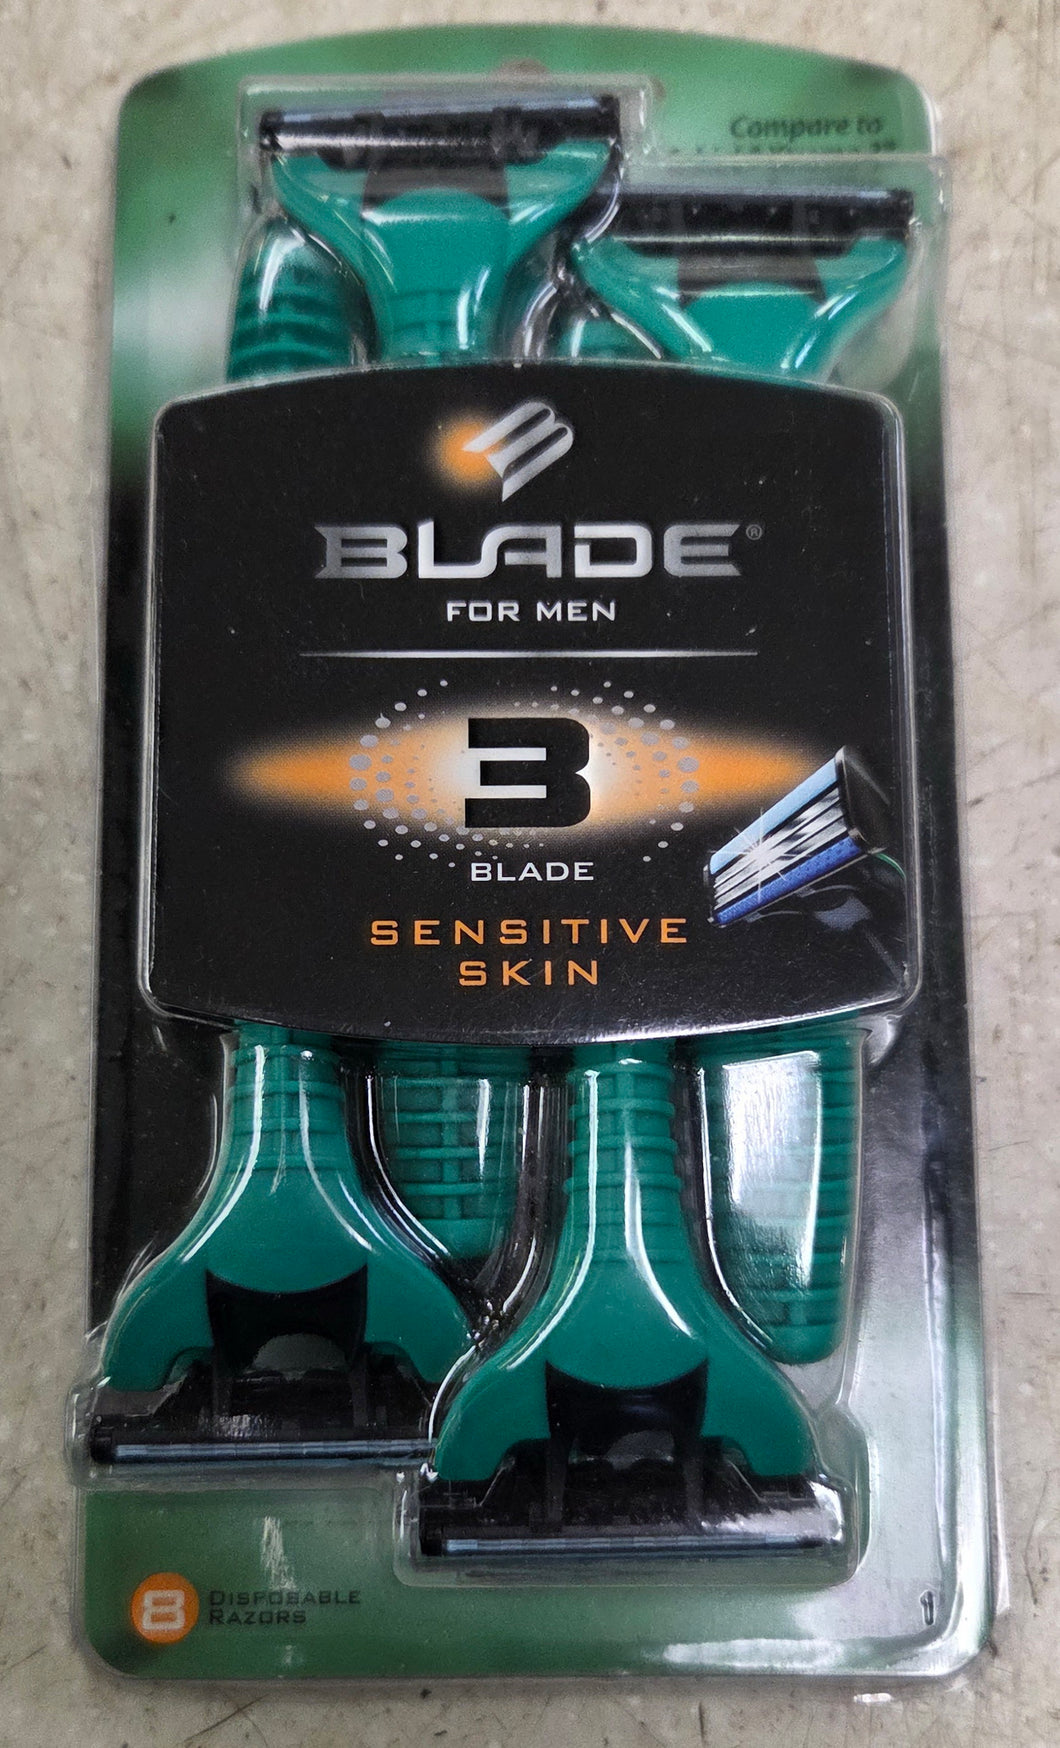 Compare to
BLADE®
FOR MEN
3
BLADE
SENSITIVE
SKIN
8 DISPOSABLE
RAZORS